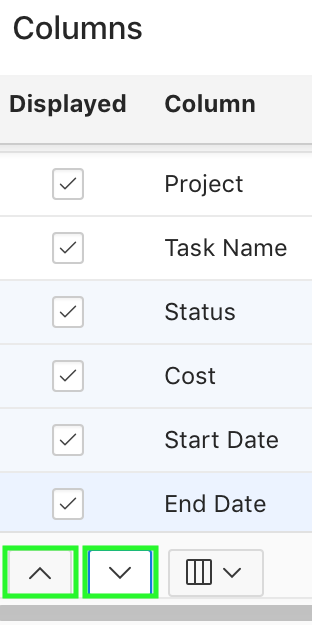 Columns
Displayed Column
Project
Task Name
Status
Cost
Start Date
End Date